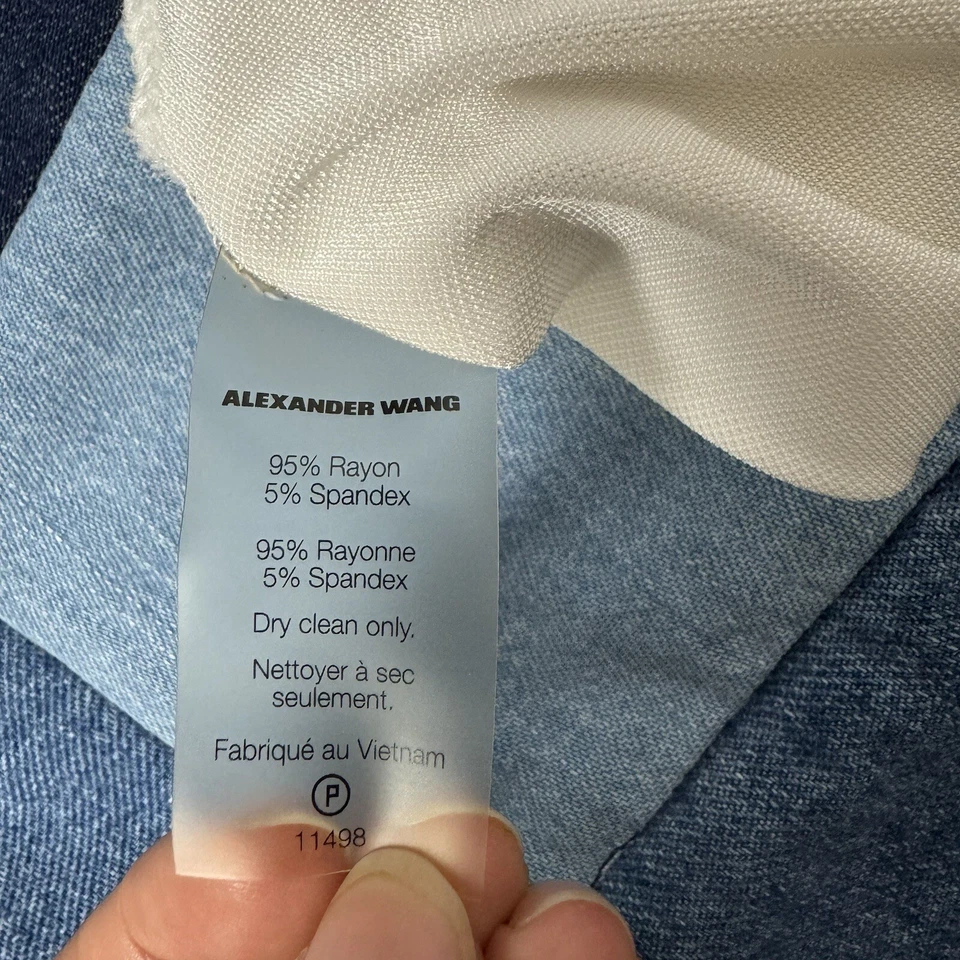 ALEXANDER WANG
95% Rayon
5% Spandex
95% Rayonne
5% Spandex
Dry clean only.
Nettoyer à sec
seulement.
Fabriqué au Vietnam
P
11498